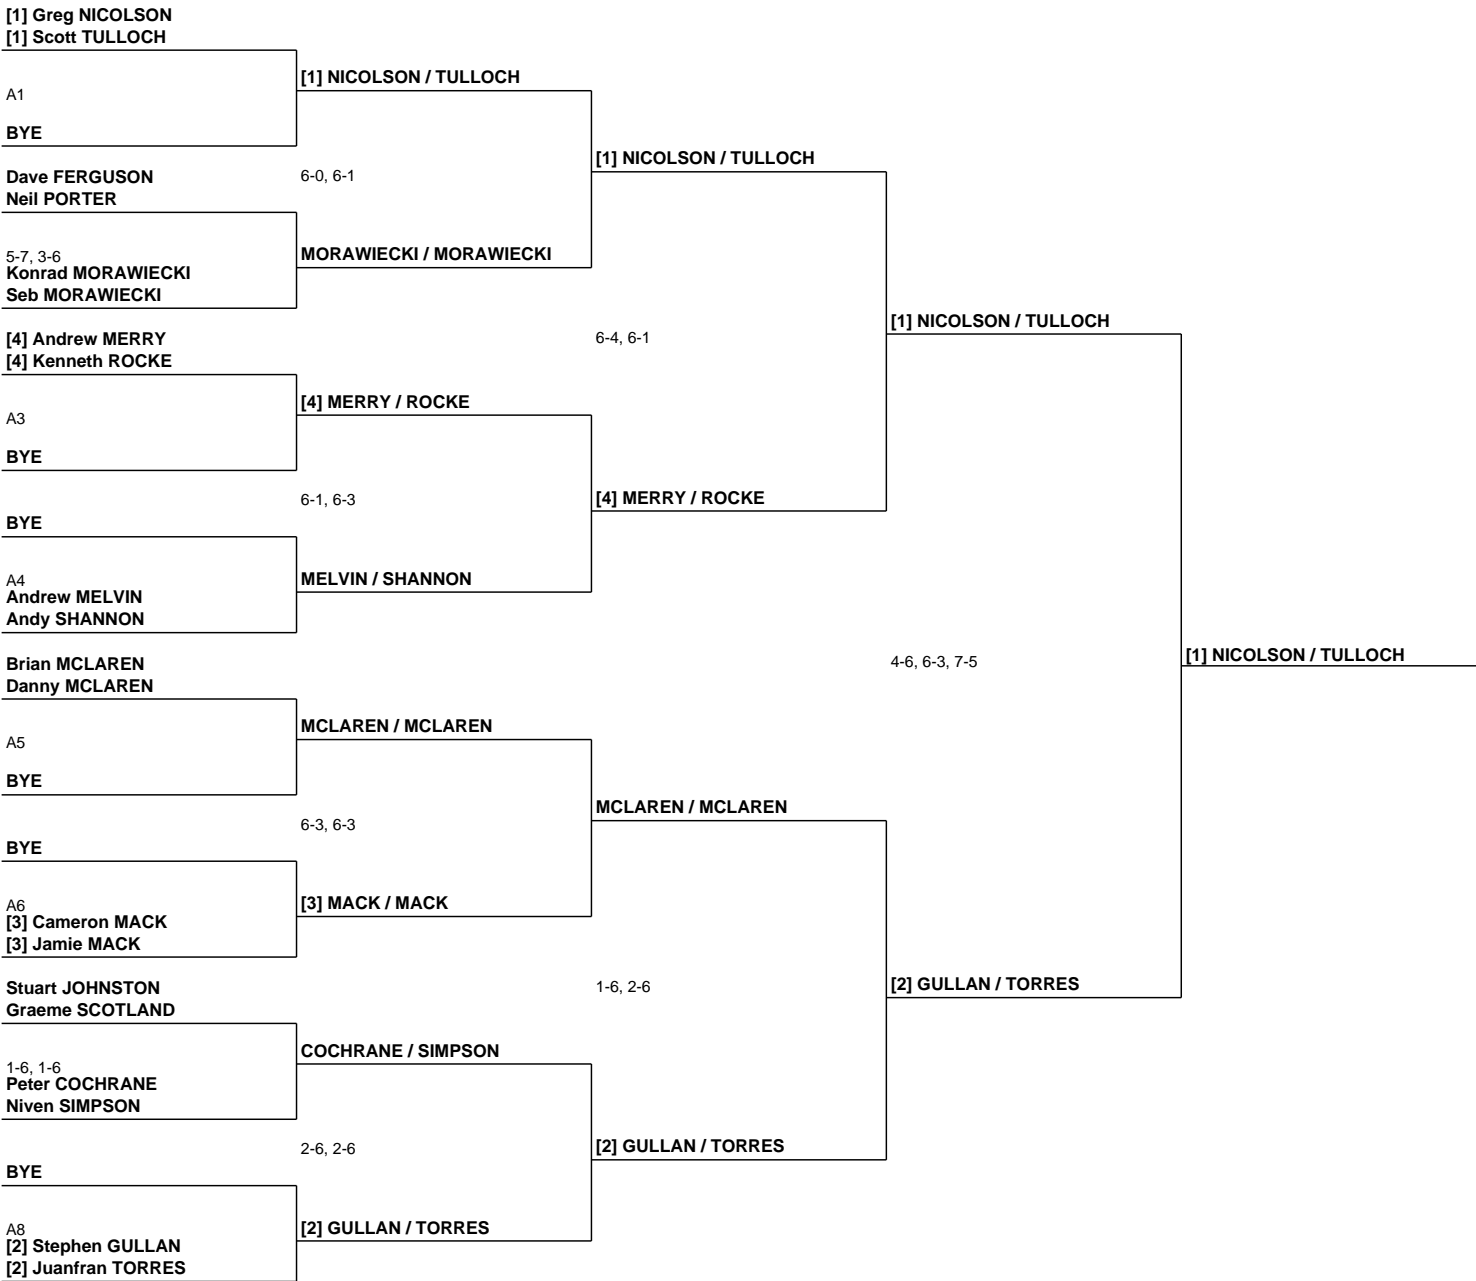 [1] Greg NICOLSON
[1] Scott TULLOCH
[1] NICOLSON / TULLOCH
A1
BYE
[1] NICOLSON / TULLOCH
Dave FERGUSON
6-0, 6-1
Neil PORTER
5-7, 3-6
MORAWIECKI / MORAWIECKI
Konrad MORAWIECKI
Seb MORAWIECKI
[1] NICOLSON / TULLOCH
[4] Andrew MERRY
6-4, 6-1
[4] Kenneth ROCKE
[4] MERRY / ROCKE
A3
BYE
6-1, 6-3
[4] MERRY / ROCKE
BYE
A4
MELVIN / SHANNON
Andrew MELVIN
Andy SHANNON
Brian MCLAREN
4-6, 6-3, 7-5
[1] NICOLSON / TULLOCH
Danny MCLAREN
MCLAREN / MCLAREN
A5
BYE
MCLAREN / MCLAREN
6-3, 6-3
BYE
A6
[3] MACK / MACK
[3] Cameron MACK
[3] Jamie MACK
Stuart JOHNSTON
1-6, 2-6
[2] GULLAN / TORRES
Graeme SCOTLAND
COCHRANE / SIMPSON
1-6, 1-6
Peter COCHRANE
Niven SIMPSON
2-6, 2-6
[2] GULLAN / TORRES
BYE
A8
[2] GULLAN / TORRES
[2] Stephen GULLAN
[2] Juanfran TORRES